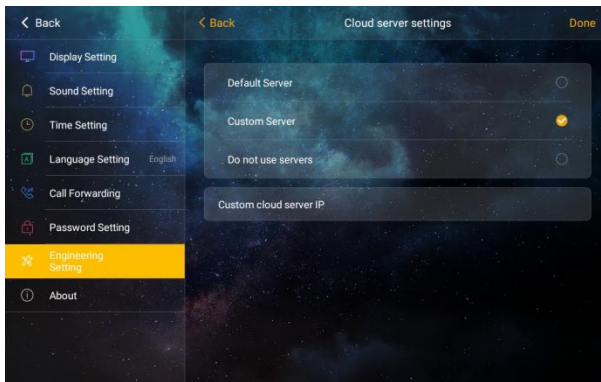 Back
Back
Cloud server settings
Done
Display Setting
Sound Setting
Time Setting
Language Setting English
Call Forwarding
Password Setting
Engineering
Setting
About
Default Server
Custom Server
Do not use servers
Custom cloud server IP